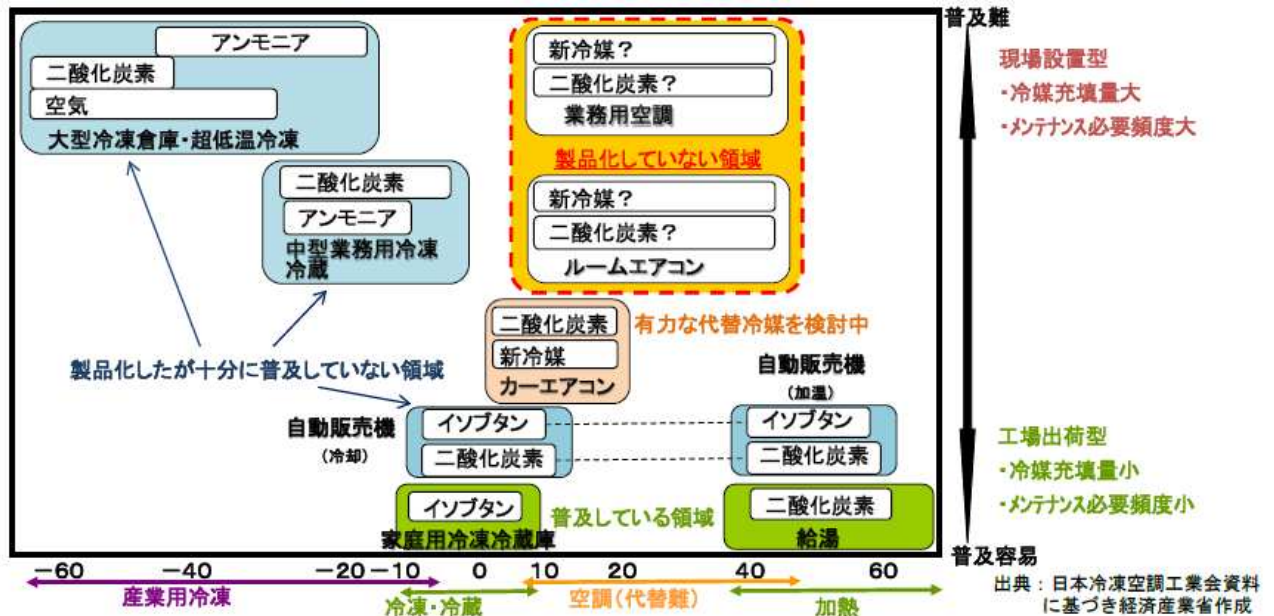 アンモニア
二酸化炭素
空気
大型冷凍倉庫・超低温冷凍
二酸化炭素
アンモニア
中型業務用冷凍
冷蔵
新冷媒？
二酸化炭素？
業務用空調
製品化していない領域
新冷媒？
二酸化炭素？
ルームエアコン
二酸化炭素
新冷媒
カーエアコン
有力な代替冷媒を検討中
製品化したが十分に普及していない領域
自動販売機
（冷却）
イソブタン
二酸化炭素
自動販売機
（加温）
イソブタン
二酸化炭素
イソブタン
家庭用冷凍冷蔵庫
普及している領域
二酸化炭素
給湯
普及難
現場設置型
・冷媒充填量大
・メンテナンス必要頻度大
工場出荷型
・冷媒充填量小
・メンテナンス必要頻度小
普及容易
－60 －40 －20 －10 0 10 20 40 60
産業用冷凍
冷凍・冷蔵
空調（代替難）
加熱
出典：日本冷凍空調工業会資料
に基づき経済産業省作成